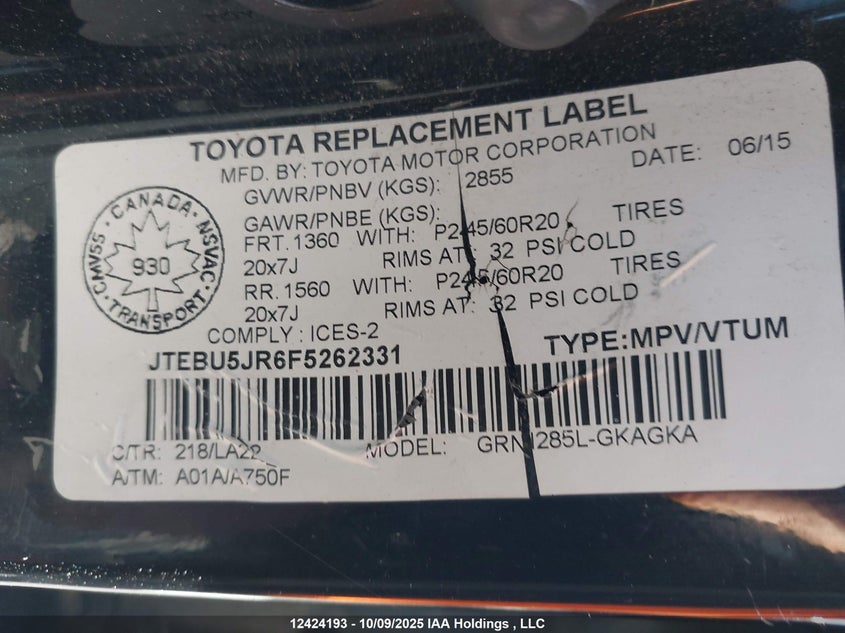 TOYOTA REPLACEMENT LABEL
MFD. BY: TOYOTA MOTOR CORPORATION DATE: 06/15
GVWR/PNBV (KGS): 2855
GAWR/PNBE (KGS):
FRT. 1360 WITH: P245/60R20 TIRES
20x7J RIMS AT: 32 PSI COLD
RR. 1560 WITH: P245/60R20 TIRES
20x7J RIMS AT: 32 PSI COLD
CANADA
CMVSS NSVAC
930
TRANSPORT
COMPLY : ICES-2
JTEBU5JR6F5262331 TYPE:MPV/VTUM
C/TR: 218/LA22 MODEL: GRN285L-GKAGKA
A/TM: A01A/A750F
12424193 - 10/09/2025 IAA Holdings , LLC